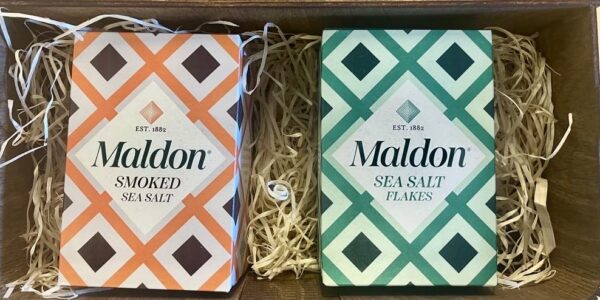 EST. 1882
Maldon®
SMOKED
SEA SALT
EST. 1882
Maldon®
SEA SALT
FLAKES